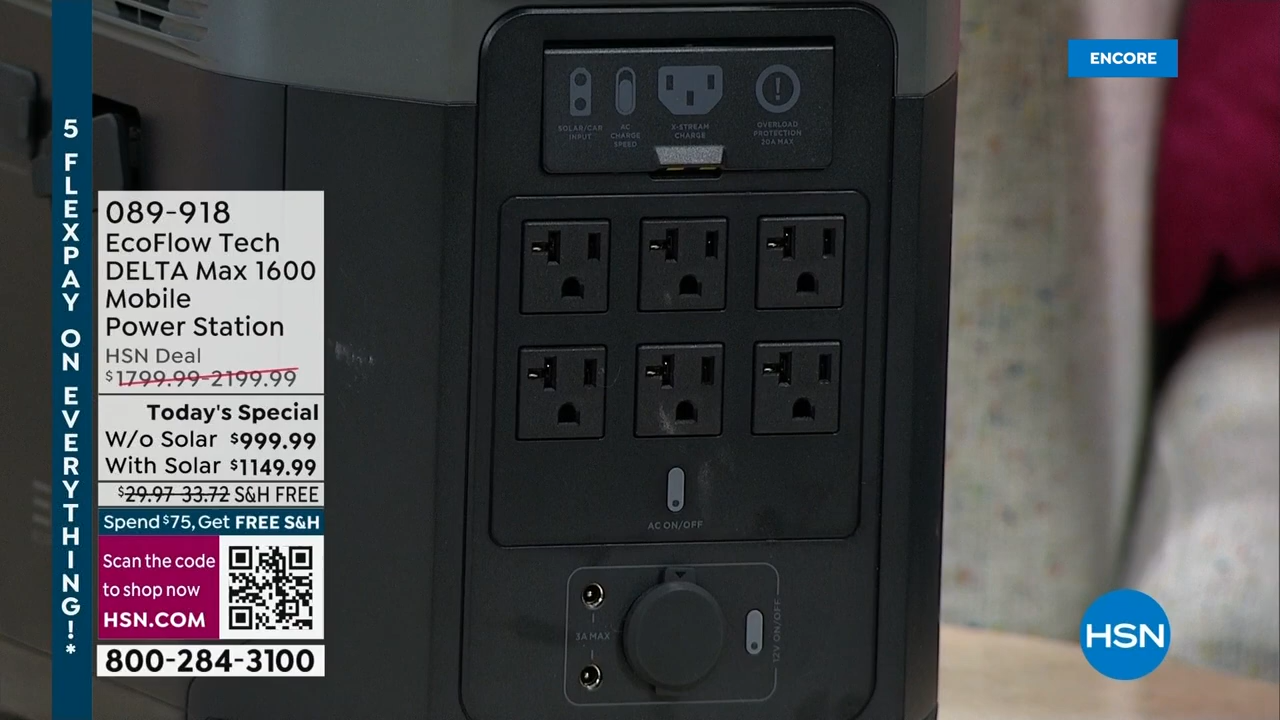 5 FLEXPAY ON EVERYTHING!*
089-918
EcoFlow Tech
DELTA Max 1600
Mobile
Power Station
HSN Deal
$1799.99-2199.99
Today's Special
W/o Solar $999.99
With Solar $1149.99
$29.97-33.72 S&H FREE
Spend $75, Get FREE S&H
Scan the code
to shop now
HSN.COM
800-284-3100
ENCORE
SOLAR/CAR
INPUT
AC
CHARGE
SPEED
X-STREAM
CHARGE
OVERLOAD
PROTECTION
20A MAX
AC ON/OFF
3A MAX
12V ON/OFF
HSN